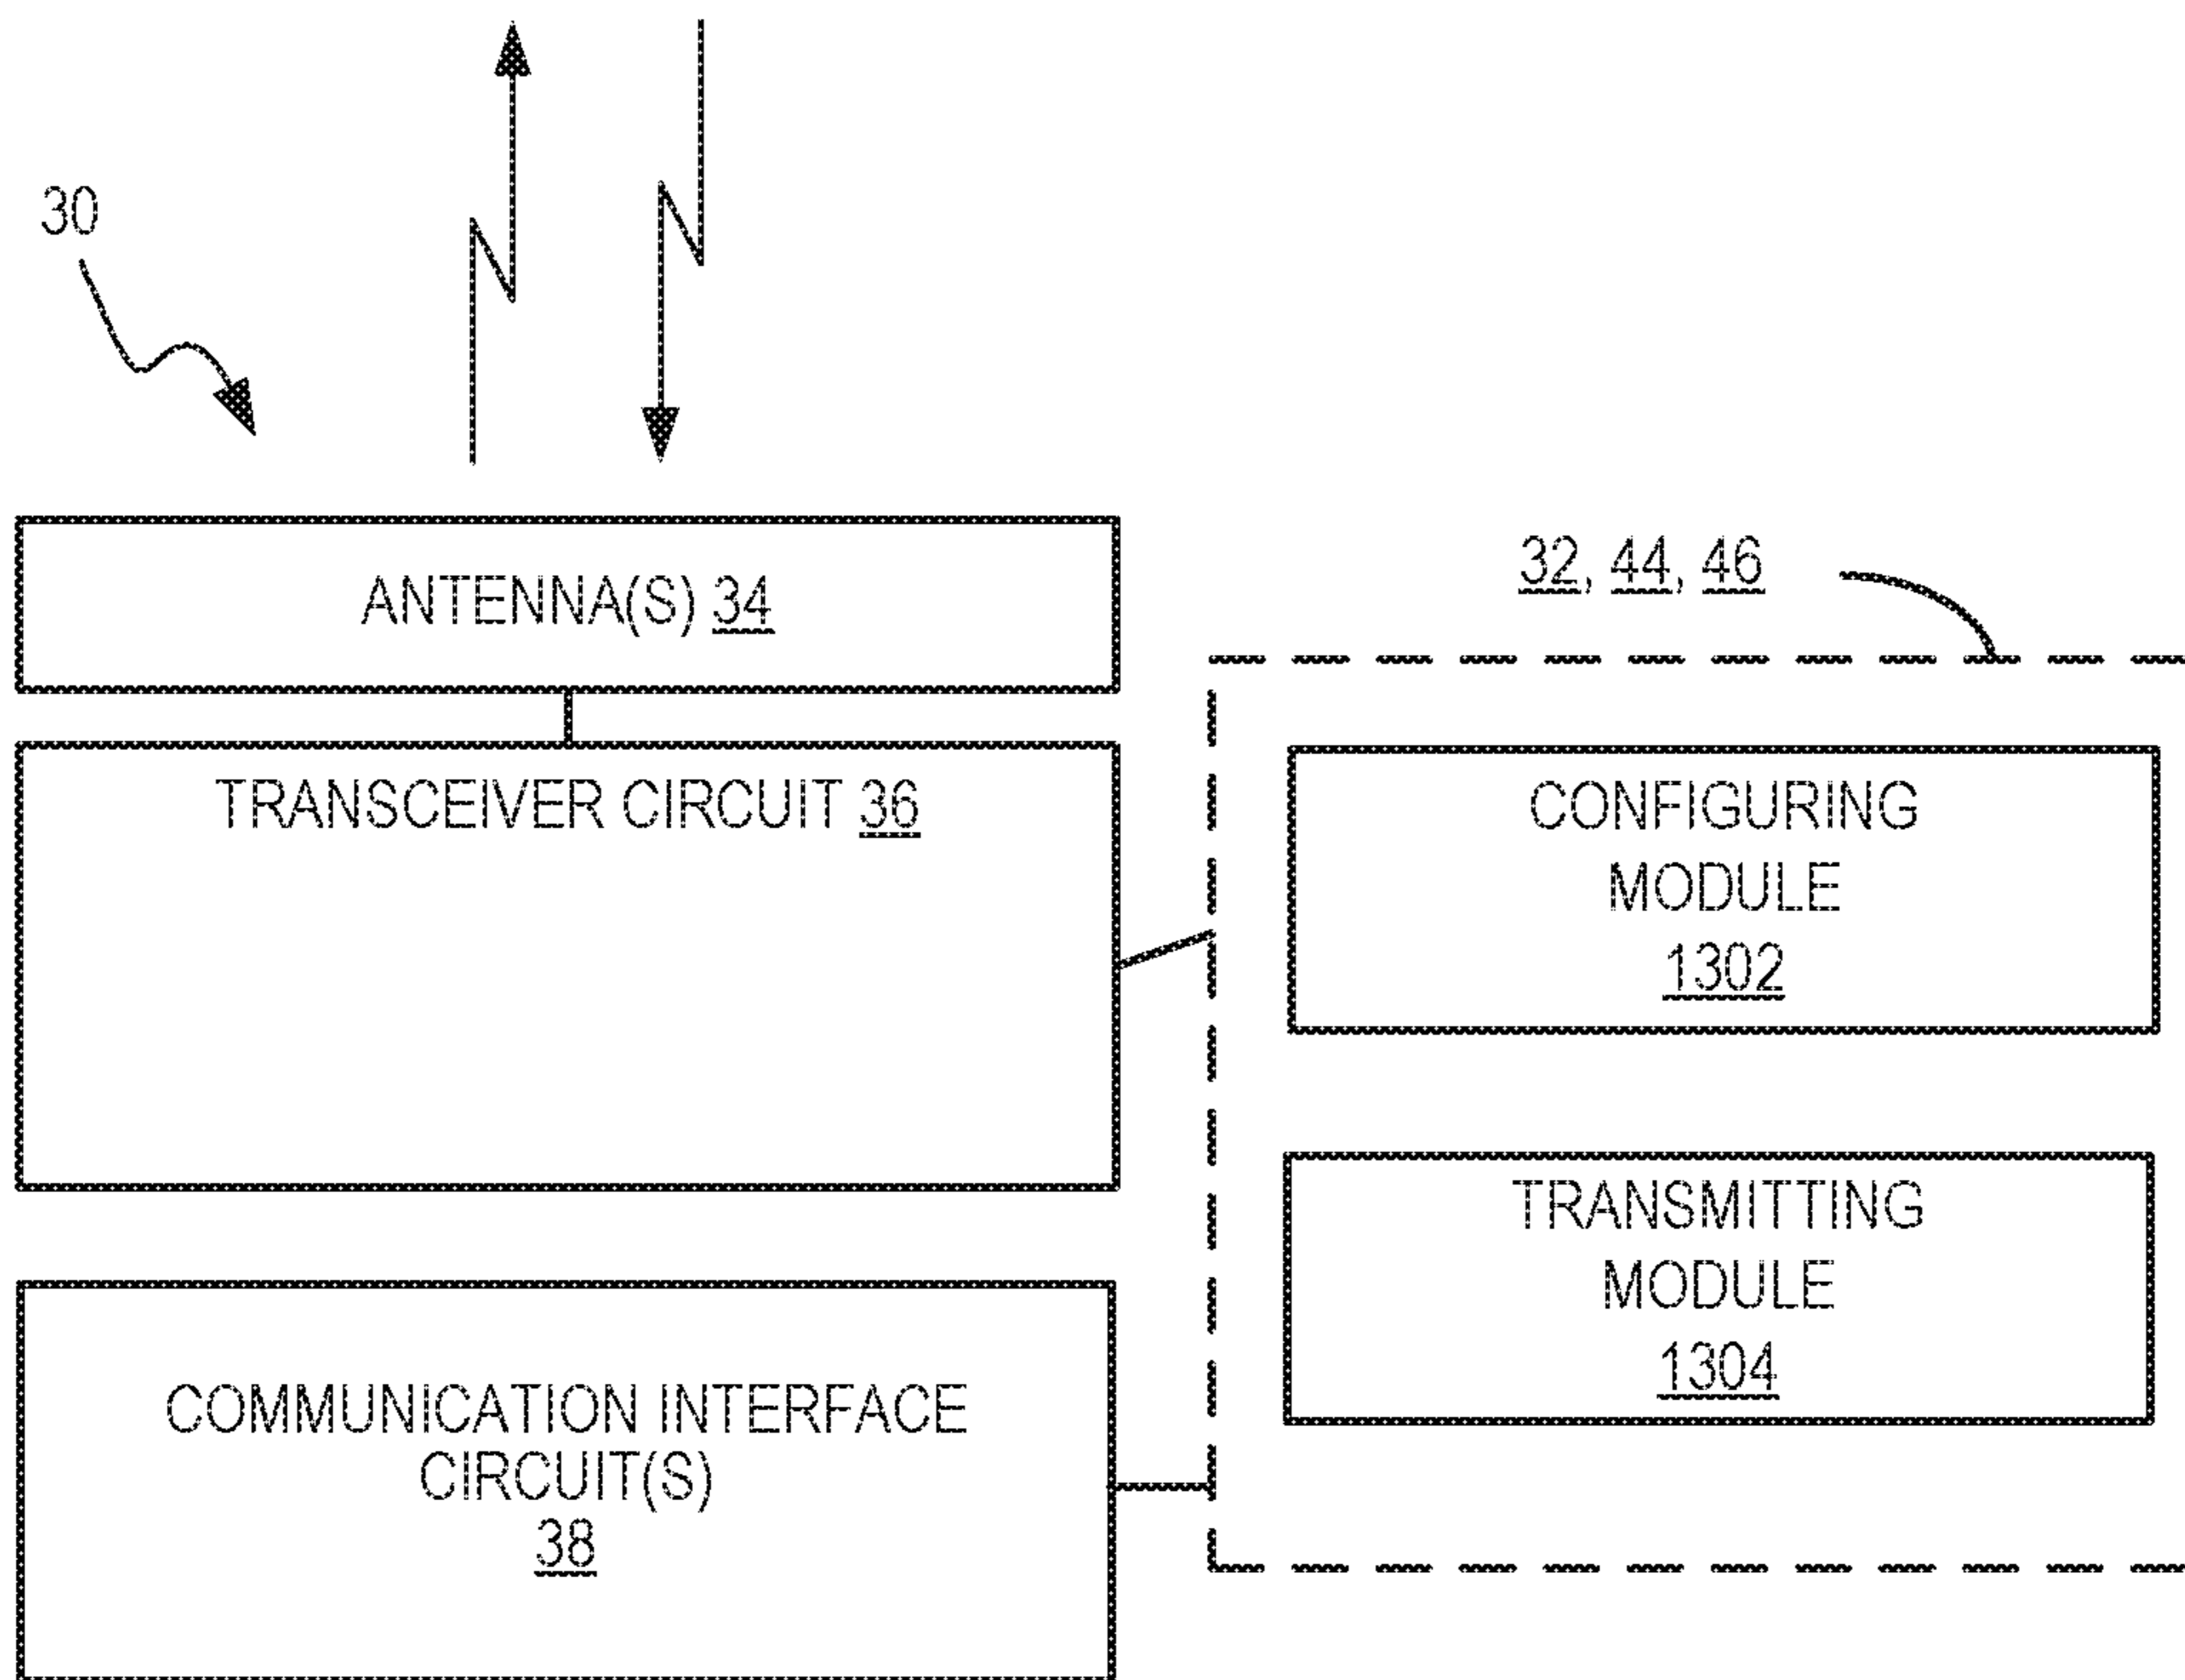 30
ANTENNA(S) 34
32, 44, 46
TRANSCEIVER CIRCUIT 36
CONFIGURING
MODULE
1302
TRANSMITTING
MODULE
1304
COMMUNICATION INTERFACE
CIRCUIT(S)
38